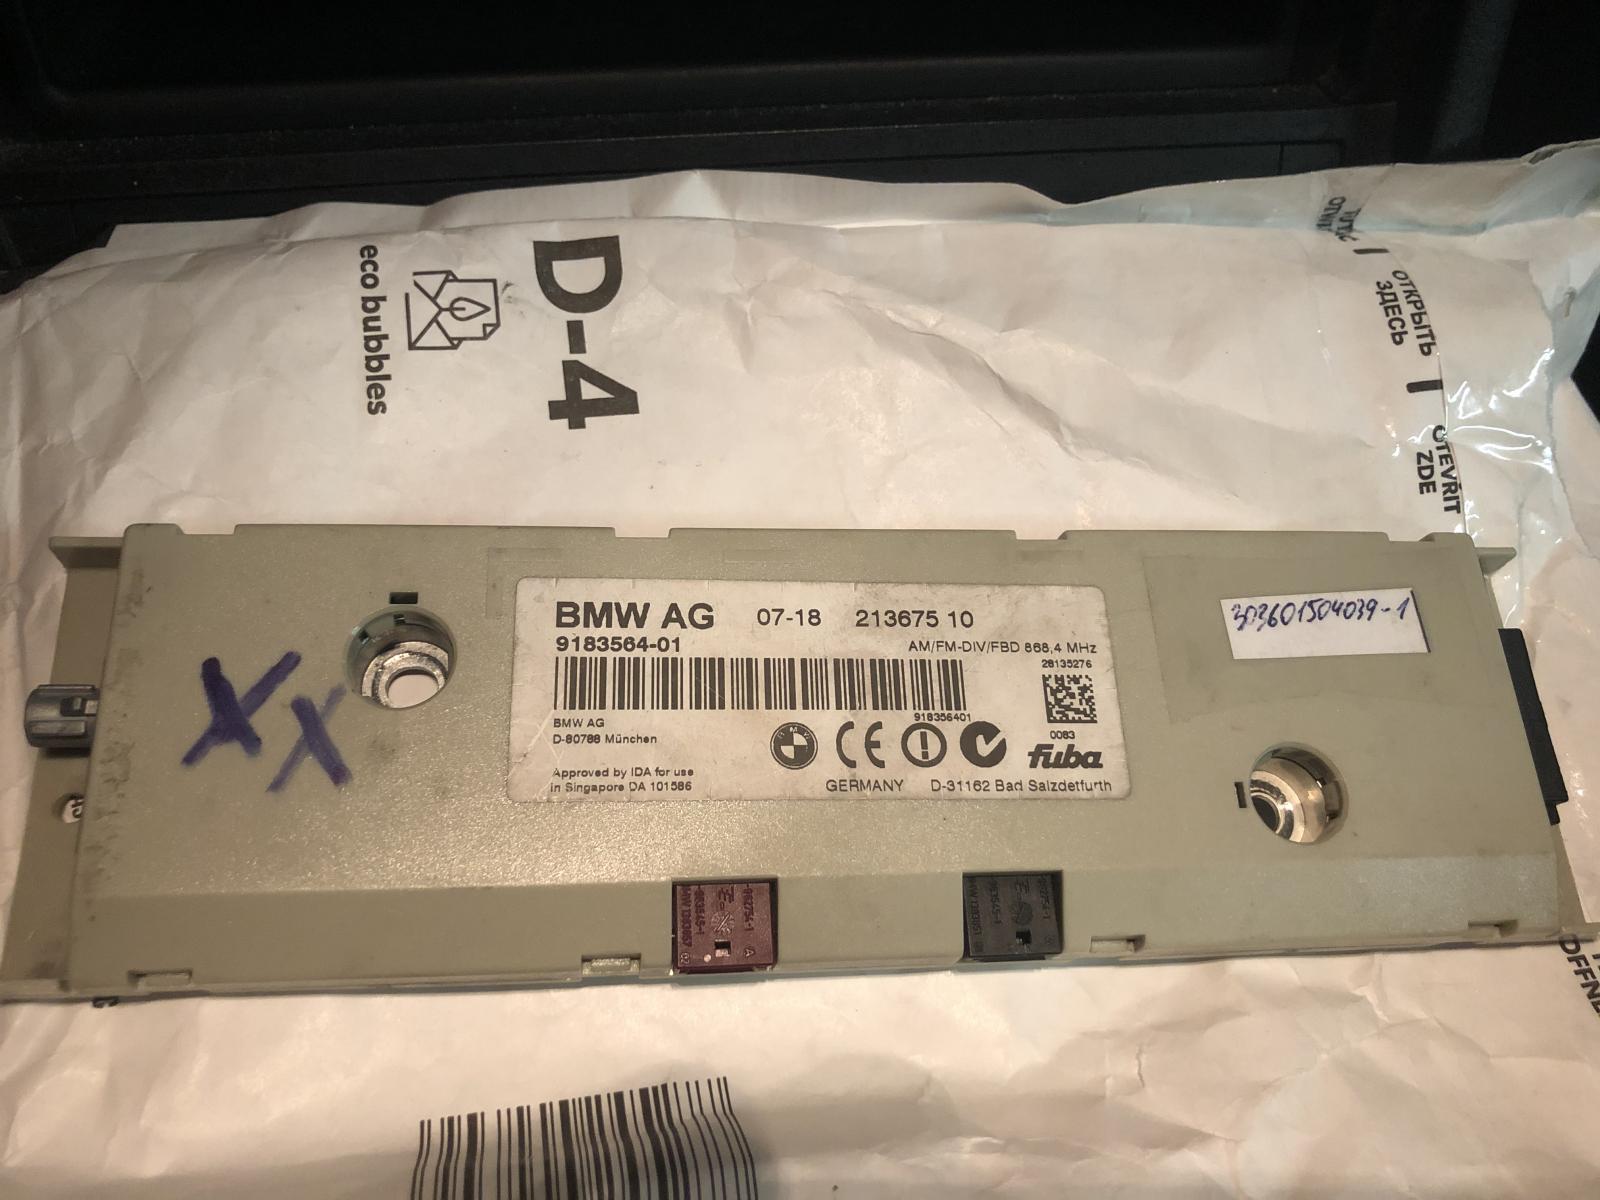 D-4
eco bubbles
ОТКРЫТЬ
ЗДЕСЬ
OTEVŘÍT
ZDE
BMW AG 07-18 213675 10
9183564-01 AM/FM-DIV/FBD 868,4 MHz
28135276
918356401
BMW AG
D-80788 München
0083
fuba
Approved by IDA for use
in Singapore DA 101586
GERMANY D-31162 Bad Salzdetfurth
303601504039-1
XX